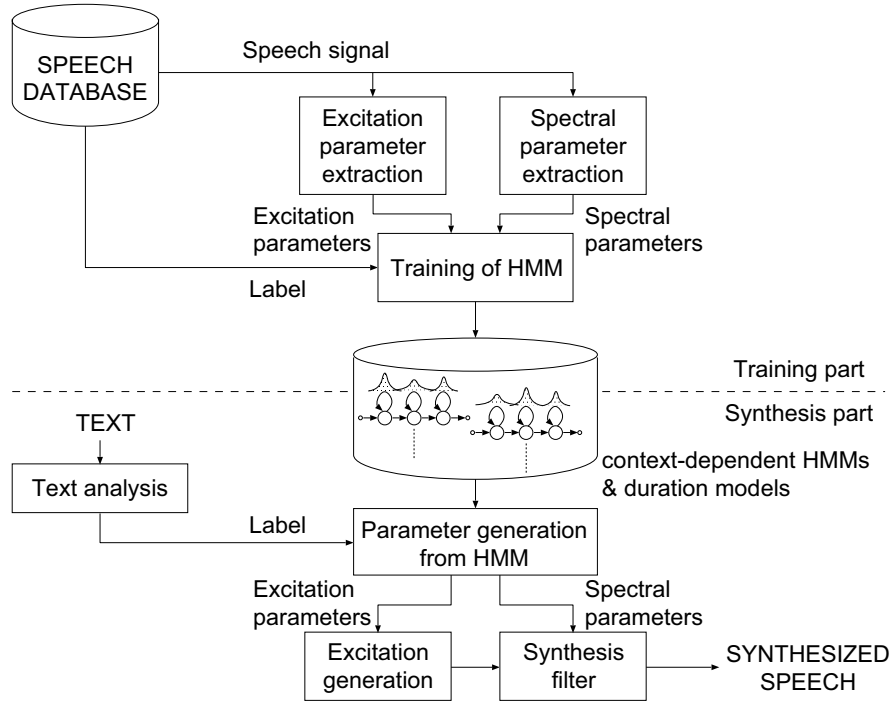 SPEECH
DATABASE
Speech signal
Excitation
parameter
extraction
Spectral
parameter
extraction
Excitation
parameters
Spectral
parameters
Training of HMM
Label
Training part
Synthesis part
TEXT
context-dependent HMMs
& duration models
Text analysis
Label
Parameter generation
from HMM
Excitation
parameters
Spectral
parameters
Excitation
generation
Synthesis
filter
SYNTHESIZED
SPEECH